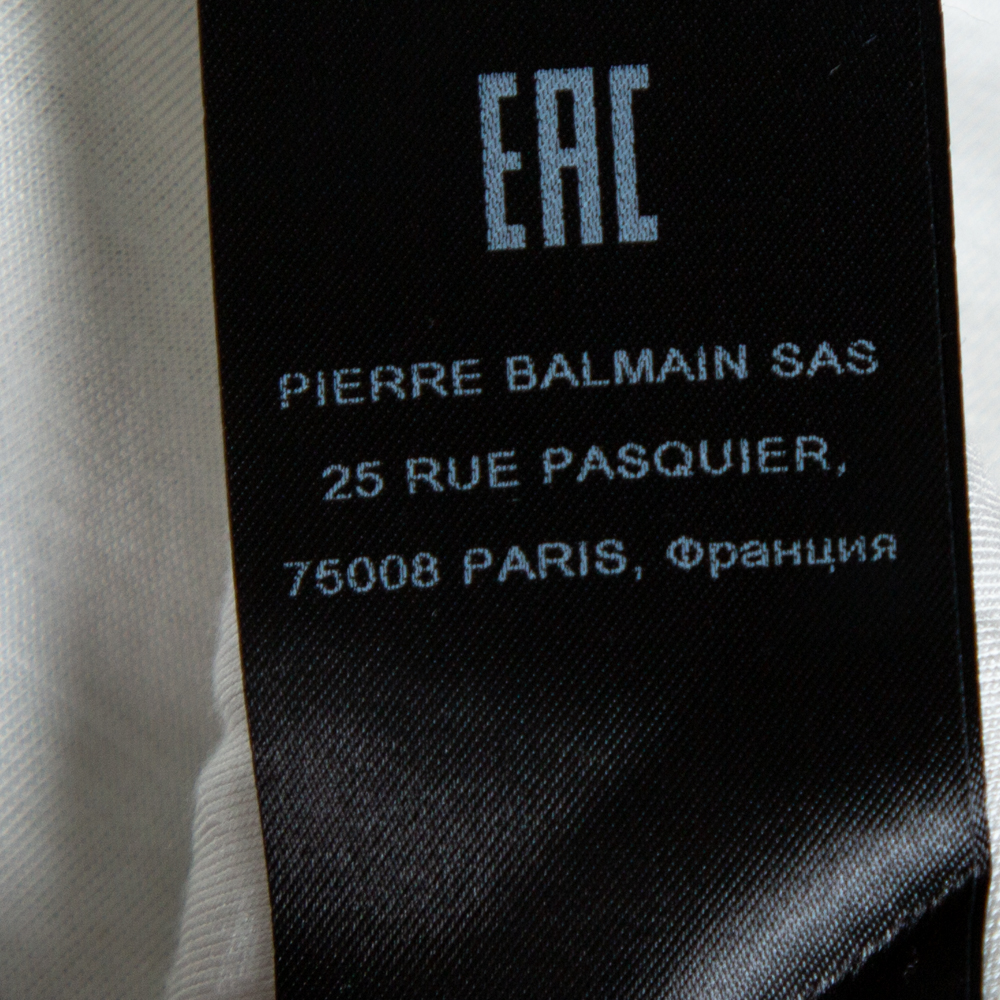 EAC
PIERRE BALMAIN SAS
25 RUE PASQUIER,
75008 PARIS, Франция